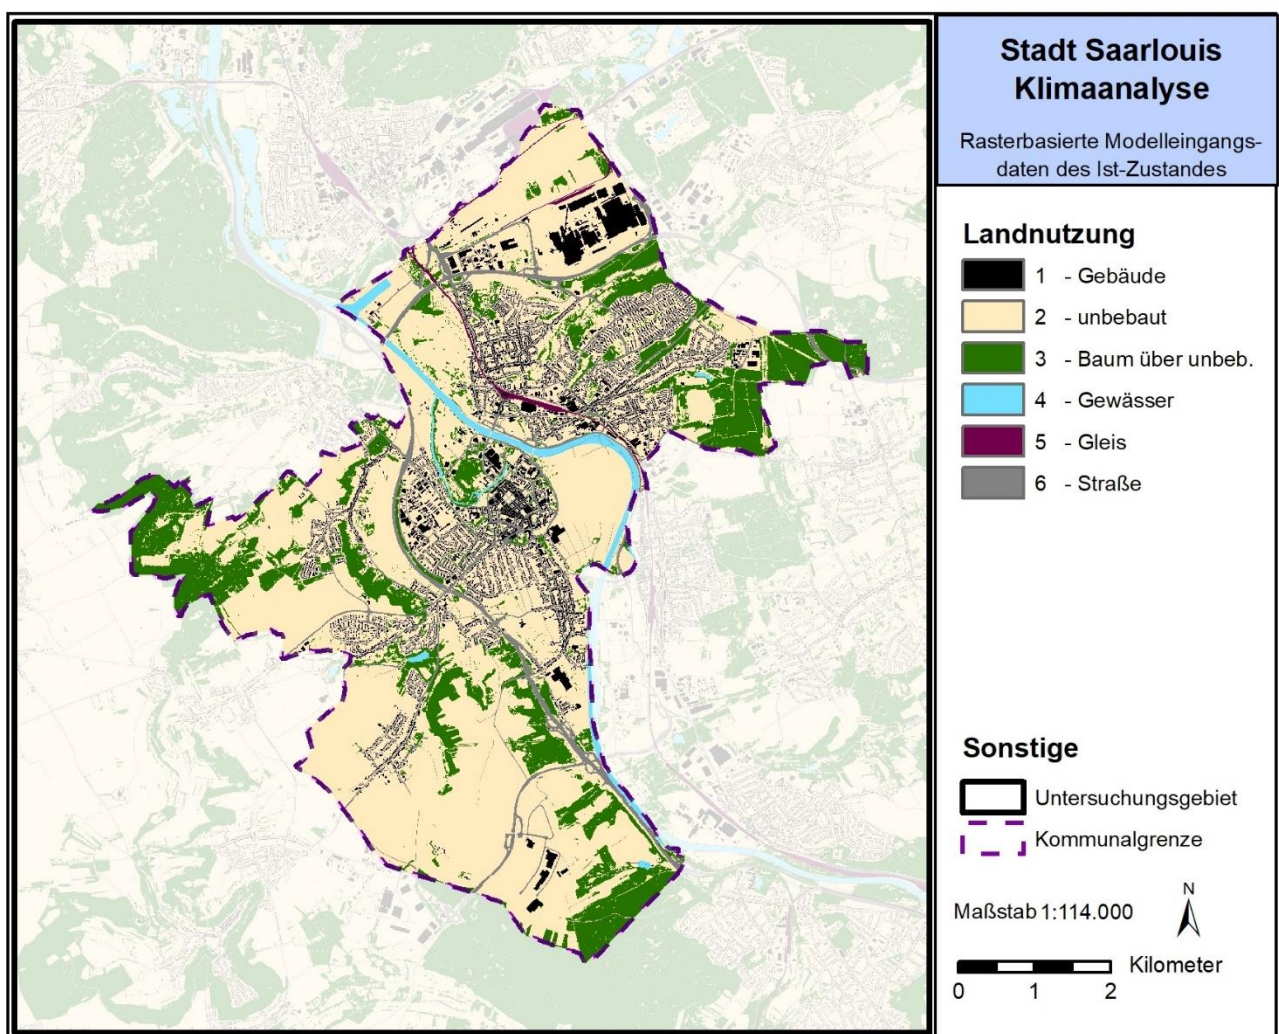 Stadt Saarlouis
Klimaanalyse
Rasterbasierte Modelleingangs-
daten des Ist-Zustandes
Landnutzung
1 - Gebäude
2 - unbebaut
3 - Baum über unbeb.
4 - Gewässer
5 - Gleis
6 - Straße
Sonstige
Untersuchungsgebiet
Kommunalgrenze
Maßstab 1:114.000
N
Kilometer
0 1 2